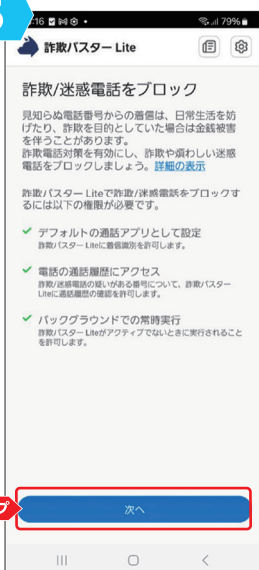 :16
79%
詐欺バスター Lite
詐欺/迷惑電話をブロック
見知らぬ電話番号からの着信は、日常生活を妨
げたり、詐欺を目的としていた場合は金銭被害
を伴うことがあります。
詐欺電話対策を有効にし、詐欺や煩わしい迷惑
電話をブロックしましょう。詳細の表示
詐欺バスター Liteで詐欺/迷惑電話をブロックす
るには以下の権限が必要です。
デフォルトの通話アプリとして設定
詐欺バスター Liteに着信識別を許可します。
電話の通話履歴にアクセス
詐欺/迷惑電話の疑いがある番号について、詐欺バスター
Liteに通話履歴の確認を許可します。
バックグラウンドでの常時実行
詐欺バスター Liteがアクティブでないときに実行されること
を許可します。
プ
次へ